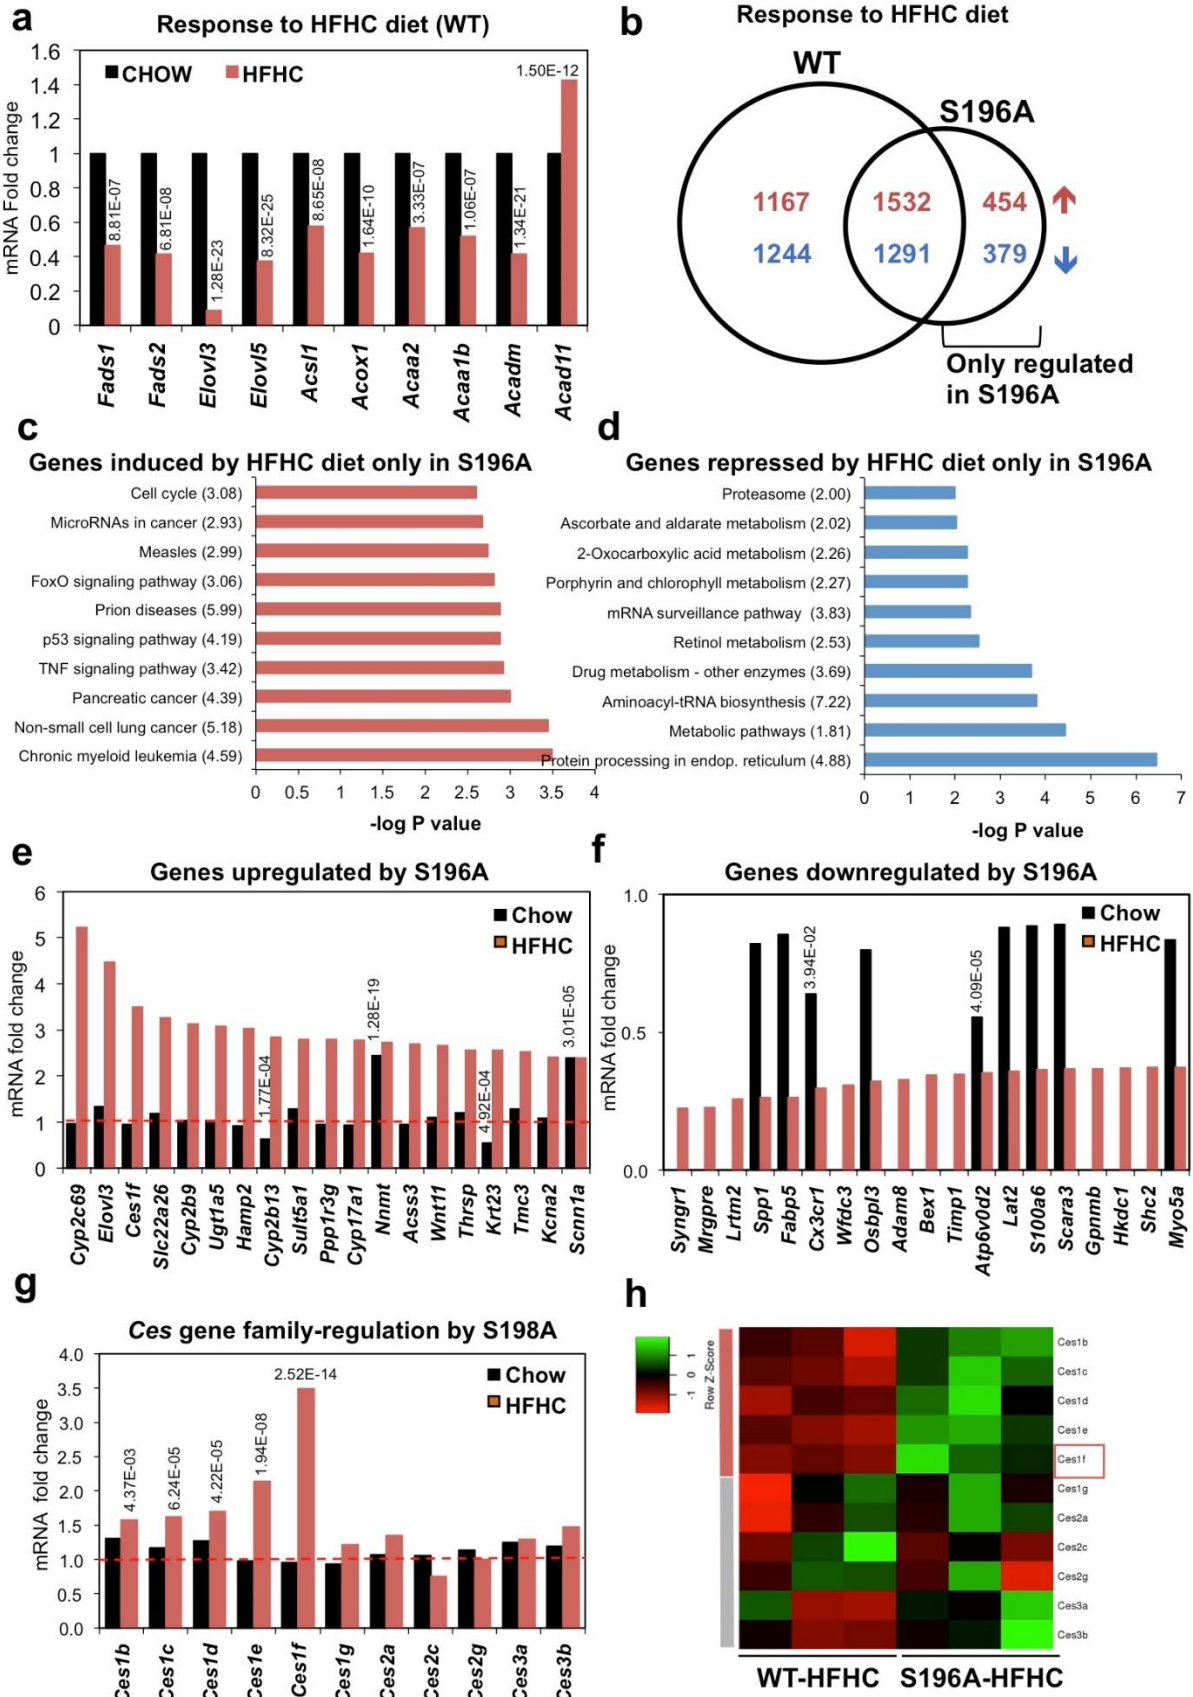 a
Response to HFHC diet (WT)
CHOW
HFHC
mRNA Fold change
1.6
1.4
1.2
1
0.8
0.6
0.4
0.2
0
8.81E-07
6.81E-08
1.28E-23
8.32E-25
8.65E-08
1.64E-10
3.33E-07
1.06E-07
1.34E-21
1.50E-12
Fads1
Fads2
Elovl3
Elovl5
Acsl1
Acox1
Acaa2
Acaa1b
Acadm
Acad11
b
Response to HFHC diet
WT
S196A
1167 1532 454
1244 1291 379
Only regulated
in S196A
c
Genes induced by HFHC diet only in S196A
Cell cycle (3.08)
MicroRNAs in cancer (2.93)
Measles (2.99)
FoxO signaling pathway (3.06)
Prion diseases (5.99)
p53 signaling pathway (4.19)
TNF signaling pathway (3.42)
Pancreatic cancer (4.39)
Non-small cell lung cancer (5.18)
Chronic myeloid leukemia (4.59)
0 0.5 1 1.5 2 2.5 3 3.5 4
-log P value
d
Genes repressed by HFHC diet only in S196A
Proteasome (2.00)
Ascorbate and aldarate metabolism (2.02)
2-Oxocarboxylic acid metabolism (2.26)
Porphyrin and chlorophyll metabolism (2.27)
mRNA surveillance pathway (3.83)
Retinol metabolism (2.53)
Drug metabolism - other enzymes (3.69)
Aminoacyl-tRNA biosynthesis (7.22)
Metabolic pathways (1.81)
Protein processing in endop. reticulum (4.88)
0 1 2 3 4 5 6 7
-log P value
e
Genes upregulated by S196A
Chow
HFHC
mRNA fold change
6
5
4
3
2
1
0
1.77E-04
1.28E-19
4.92E-04
3.01E-05
Cyp2c69
Elovl3
Ces1f
Slc22a26
Cyp2b9
Ugt1a5
Hamp2
Cyp2b13
Sult5a1
Ppp1r3g
Cyp17a1
Nnmt
Acss3
Wnt11
Thrsp
Krt23
Tmc3
Kcna2
Scnn1a
f
Genes downregulated by S196A
Chow
HFHC
mRNA fold change
1.0
0.5
0.0
3.94E-02
4.09E-05
Syngr1
Mrgpre
Lrtm2
Spp1
Fabp5
Cx3cr1
Wfdc3
Osbpl3
Adam8
Bex1
Timp1
Atp6v0d2
Lat2
S100a6
Scara3
Gpnmb
Hkdc1
Shc2
Myo5a
g
Ces gene family-regulation by S198A
Chow
HFHC
mRNA fold change
4.0
3.5
3.0
2.5
2.0
1.5
1.0
0.5
0.0
4.37E-03
6.24E-05
4.22E-05
1.94E-08
2.52E-14
Ces1b
Ces1c
Ces1d
Ces1e
Ces1f
Ces1g
Ces2a
Ces2c
Ces2g
Ces3a
Ces3b
h
1
0
-1
Row Z-Score
Ces1b
Ces1c
Ces1d
Ces1e
Ces1f
Ces1g
Ces2a
Ces2c
Ces2g
Ces3a
Ces3b
WT-HFHC S196A-HFHC